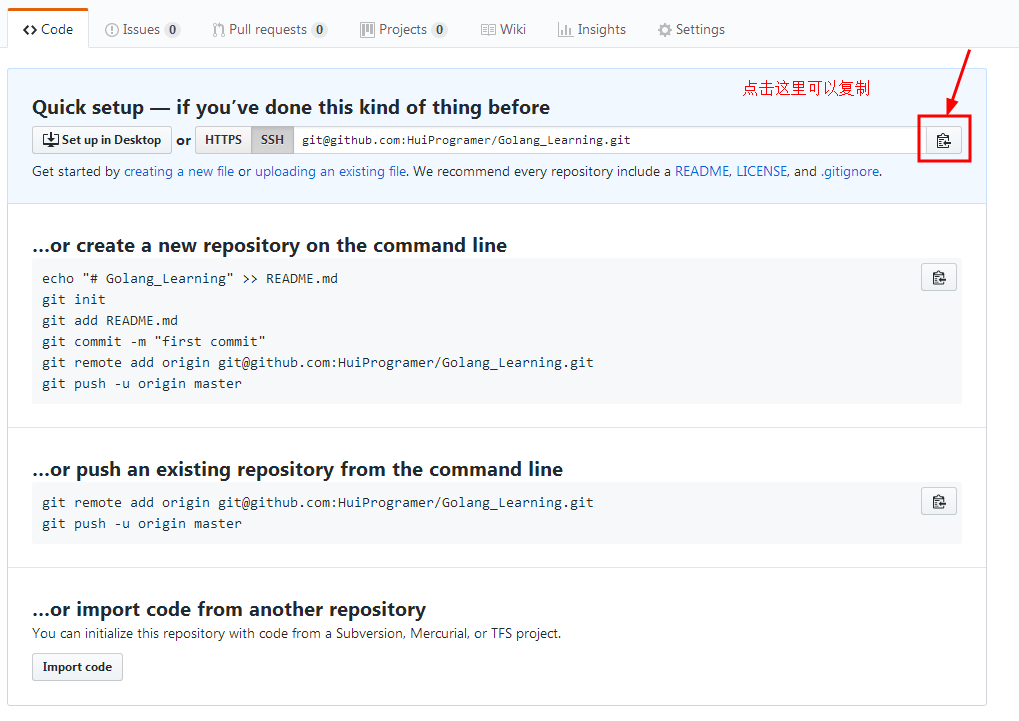 Code Issues 0 Pull requests 0 Projects 0 Wiki Insights Settings
点击这里可以复制
Quick setup — if you’ve done this kind of thing before
Set up in Desktop or HTTPS SSH git@github.com:HuiProgramer/Golang_Learning.git
Get started by creating a new file or uploading an existing file. We recommend every repository include a README, LICENSE, and .gitignore.
…or create a new repository on the command line
echo "# Golang_Learning" >> README.md
git init
git add README.md
git commit -m "first commit"
git remote add origin git@github.com:HuiProgramer/Golang_Learning.git
git push -u origin master
…or push an existing repository from the command line
git remote add origin git@github.com:HuiProgramer/Golang_Learning.git
git push -u origin master
…or import code from another repository
You can initialize this repository with code from a Subversion, Mercurial, or TFS project.
Import code